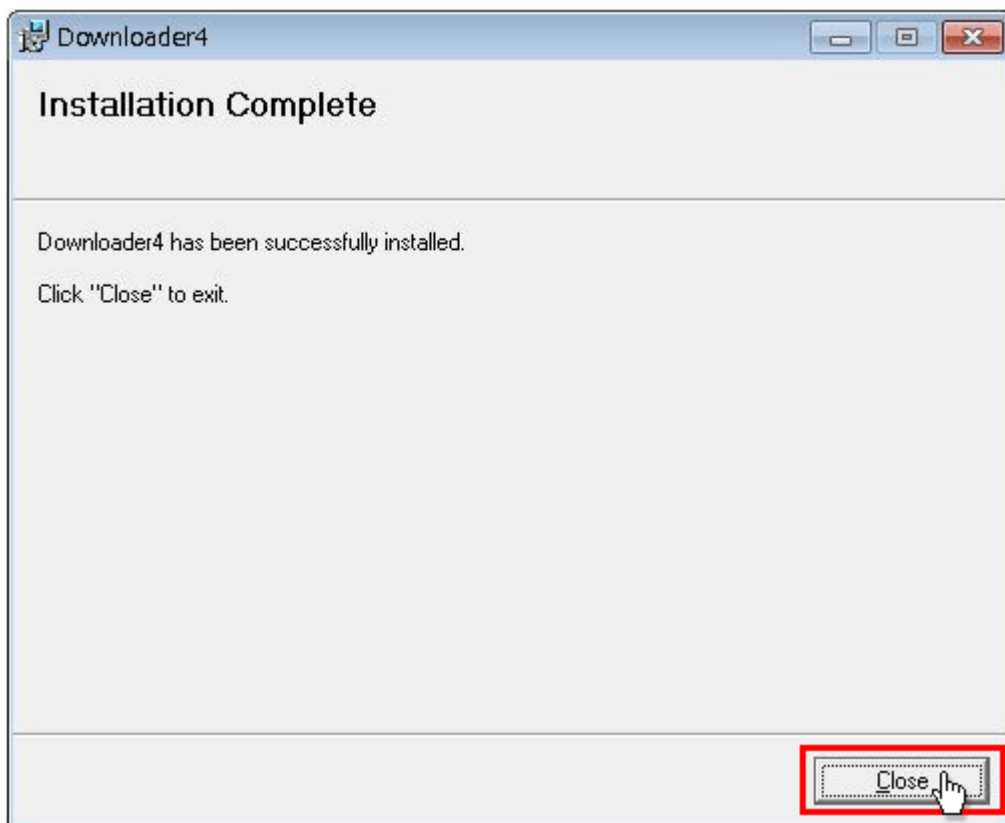 Downloader4
Installation Complete
Downloader4 has been successfully installed.
Click "Close" to exit.
Close